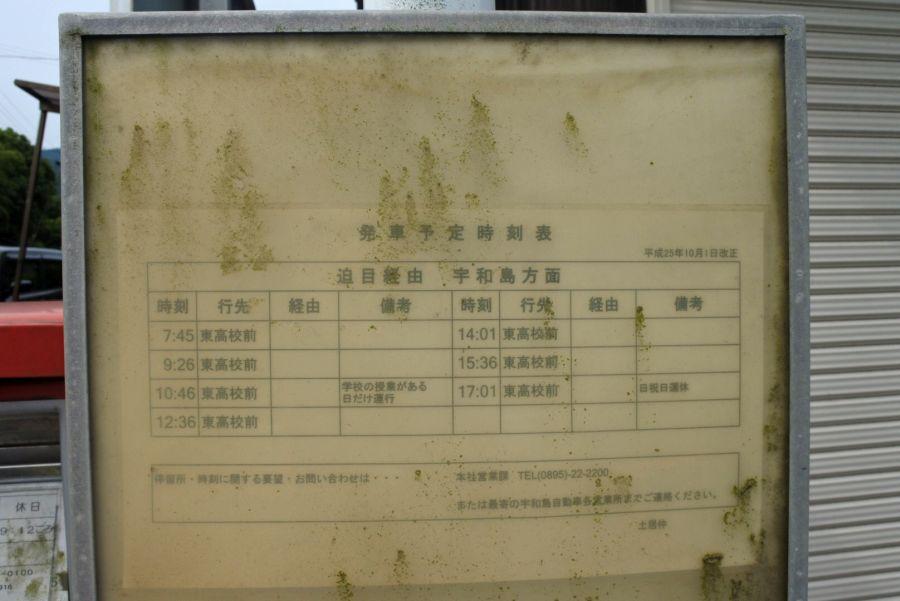 発車予定時刻表
平成25年10月1日改正
迫目経由 宇和島方面
時刻 行先 経由 備考 時刻 行先 経由 備考
7:45 東高校前 14:01 東高校前
9:26 東高校前 15:36 東高校前
10:46 東高校前 学校の授業がある 17:01 東高校前 日祝日運休
日だけ運行
12:36 東高校前
停留所・時刻に関する要望・お問い合わせは・・・・ 本社営業課 TEL(0895)-22-2200
または最寄の宇和島自動車各営業所までご連絡ください。
土居仲
休日